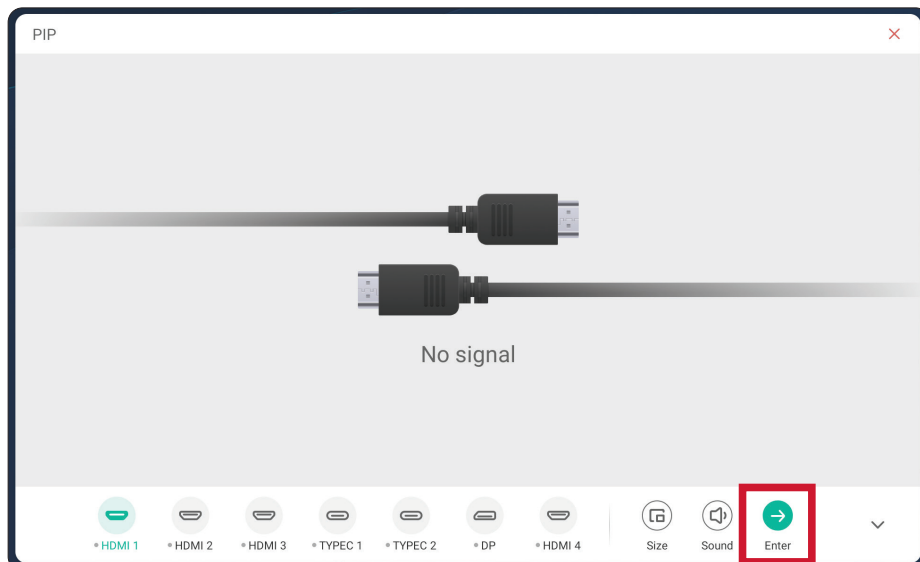 PIP
No signal
HDMI 1
HDMI 2
HDMI 3
TYPEC 1
TYPEC 2
DP
HDMI 4
Size
Sound
Enter